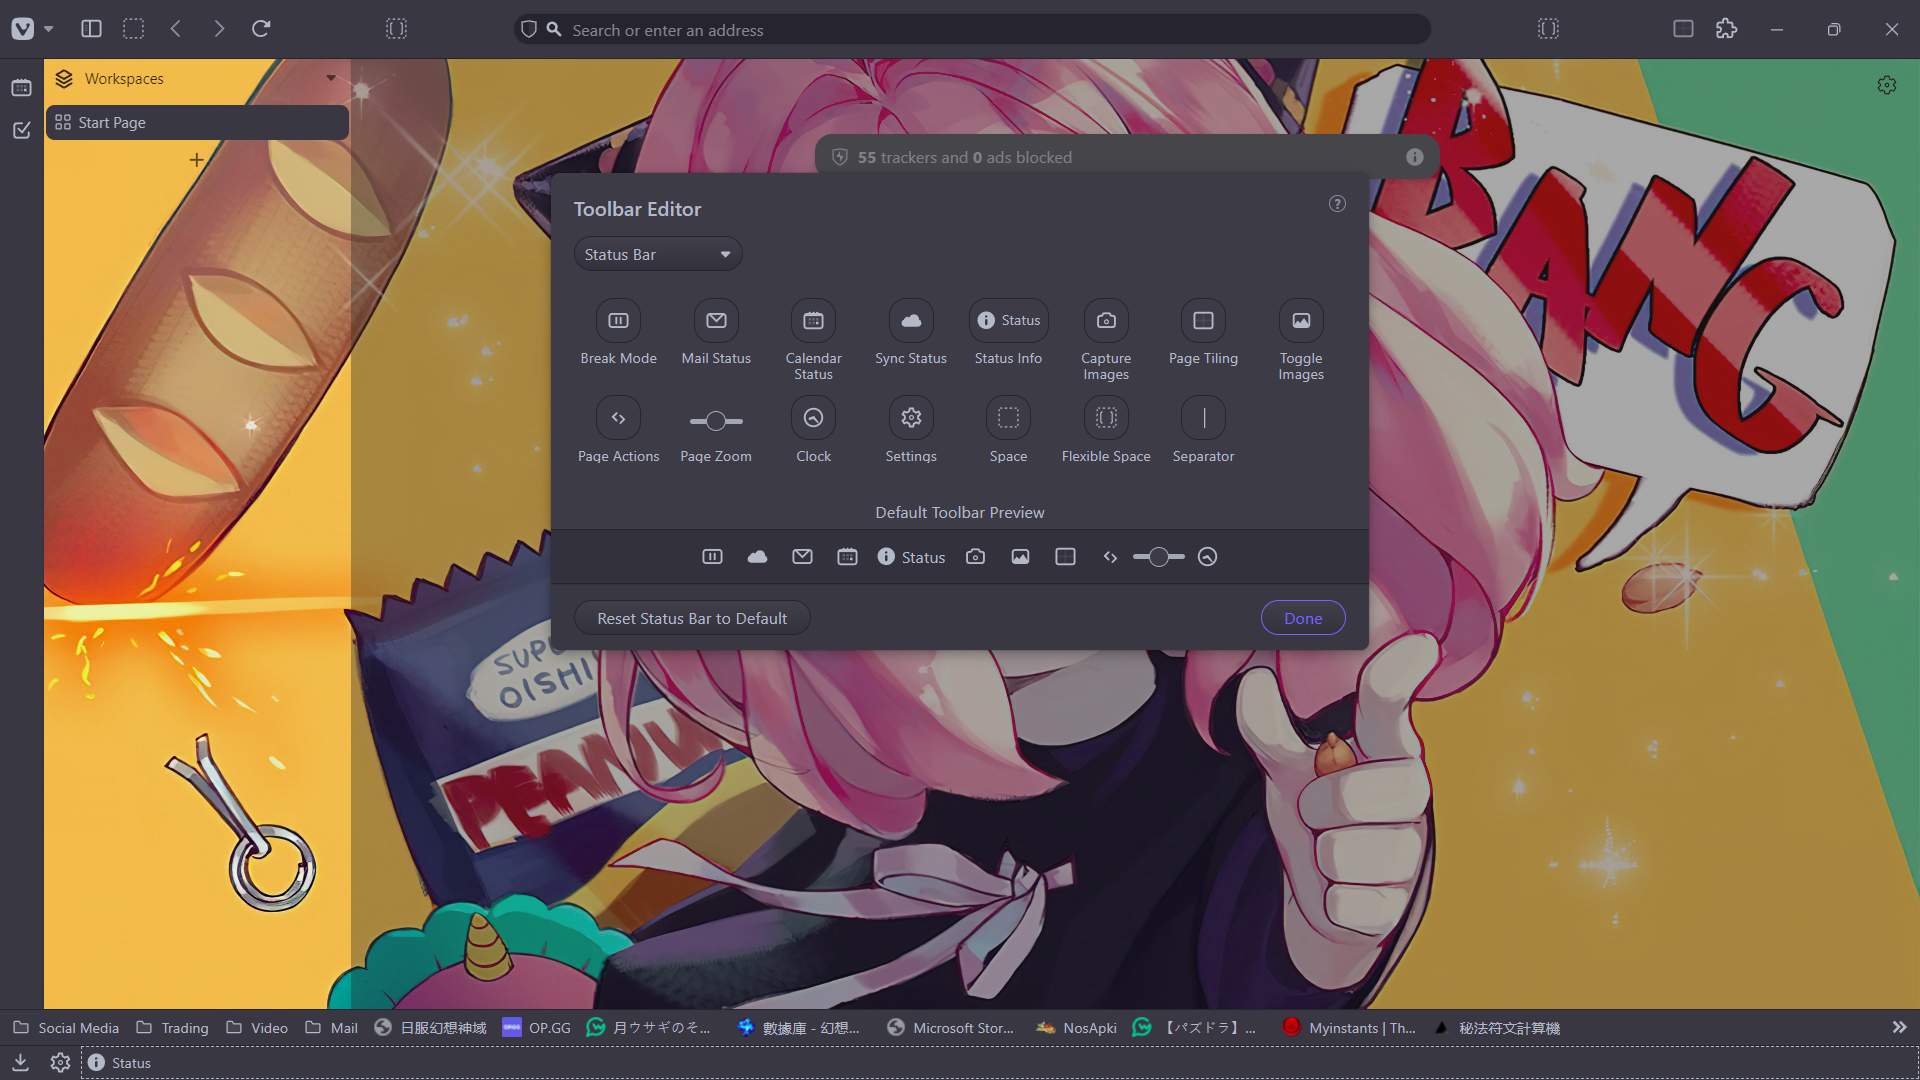 Search or enter an address
Workspaces
Start Page
55 trackers and 0 ads blocked
BANG
Toolbar Editor
Status Bar
Status
Break Mode
Mail Status
Calendar Status
Sync Status
Status Info
Capture Images
Page Tiling
Toggle Images
Page Actions
Page Zoom
Clock
Settings
Space
Flexible Space
Separator
Default Toolbar Preview
Status
Reset Status Bar to Default
Done
OISHI
Social Media
Trading
Video
Mail
日服幻想神域
OP.GG
月ウサギのそ...
數據庫 - 幻想...
Microsoft Stor...
NosApki
【パズドラ】...
Myinstants | Th...
秘法符文計算機
Status